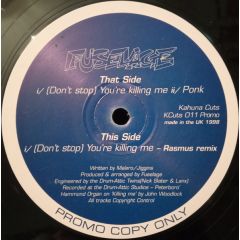 FUSELAGE
That Side
i/ (Don't stop) You're killing me ii/ Ponk
Kahuna Cuts
KCuts 011 Promo
made in the UK 1998
This Side
i/ (Don't stop) You're killing me - Rasmus remix
Written by Malero/Jiggins
Produced & arranged by Fuselage
Engineered by the Drum-Attic Twins(Nick Slater & Lenx)
Recorded at the Drum-Attic Studios - Peterboro'
Hammond Organ on 'Killing me' by John Woodlock
All tracks Copyright Control
PROMO COPY ONLY